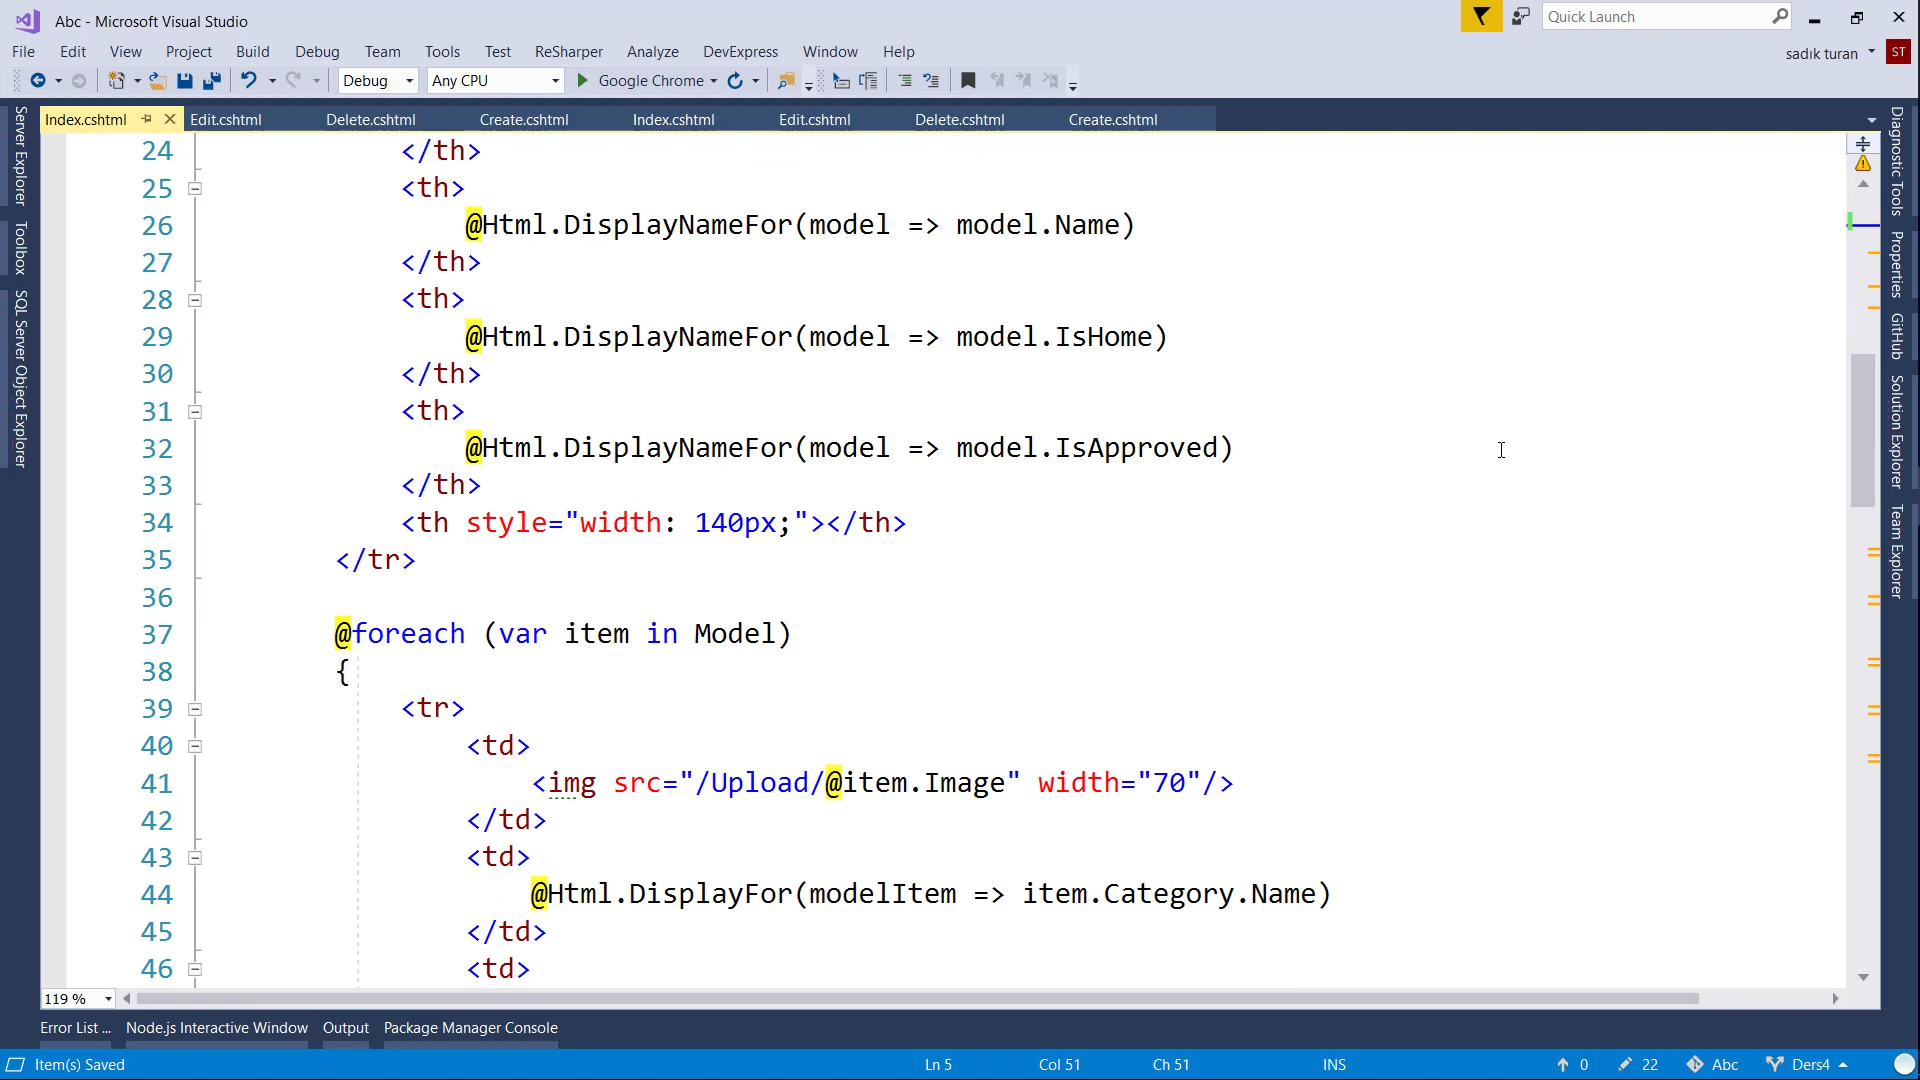 Abc - Microsoft Visual Studio
Quick Launch
File Edit View Project Build Debug Team Tools Test ReSharper Analyze DevExpress Window Help
sadık turan ST
Debug Any CPU Google Chrome
Index.cshtml Edit.cshtml Delete.cshtml Create.cshtml Index.cshtml Edit.cshtml Delete.cshtml Create.cshtml
Server Explorer
Toolbox
SQL Server Object Explorer
24 </th>
25 <th>
26 @Html.DisplayNameFor(model => model.Name)
27 </th>
28 <th>
29 @Html.DisplayNameFor(model => model.IsHome)
30 </th>
31 <th>
32 @Html.DisplayNameFor(model => model.IsApproved)
33 </th>
34 <th style="width: 140px;"></th>
35 </tr>
36
37 @foreach (var item in Model)
38 {
39 <tr>
40 <td>
41 <img src="/Upload/@item.Image" width="70"/>
42 </td>
43 <td>
44 @Html.DisplayFor(modelItem => item.Category.Name)
45 </td>
46 <td>
Diagnostic Tools
Properties
GitHub
Solution Explorer
Team Explorer
119 %
Error List ... Node.js Interactive Window Output Package Manager Console
Item(s) Saved Ln 5 Col 51 Ch 51 INS 0 22 Abc Ders4